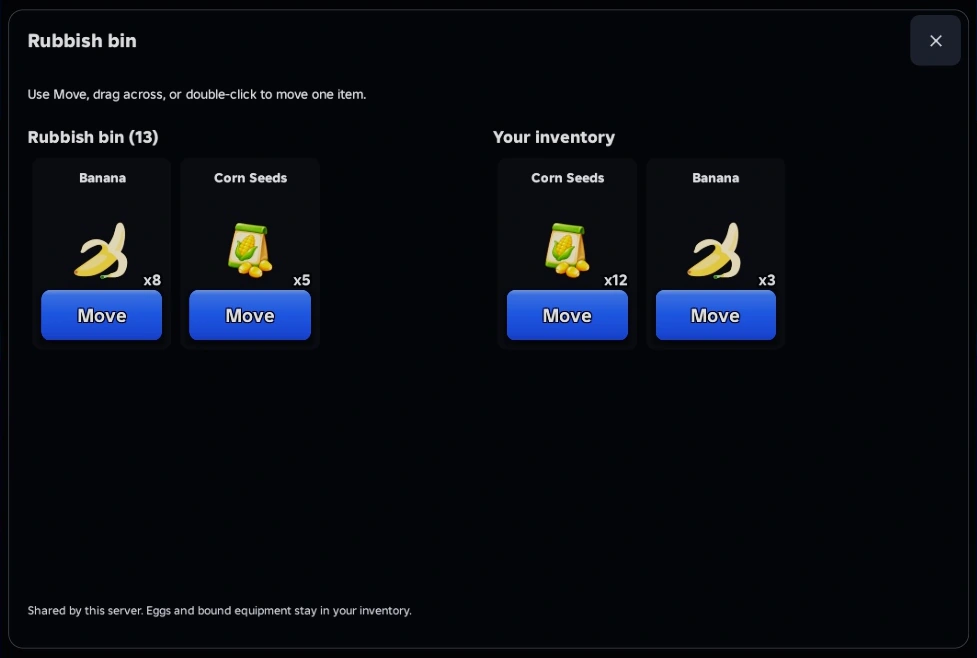 Rubbish bin
×
Use Move, drag across, or double-click to move one item.
Rubbish bin (13)
Banana
x8
Move
Corn Seeds
x5
Move
Your inventory
Corn Seeds
x12
Move
Banana
x3
Move
Shared by this server. Eggs and bound equipment stay in your inventory.